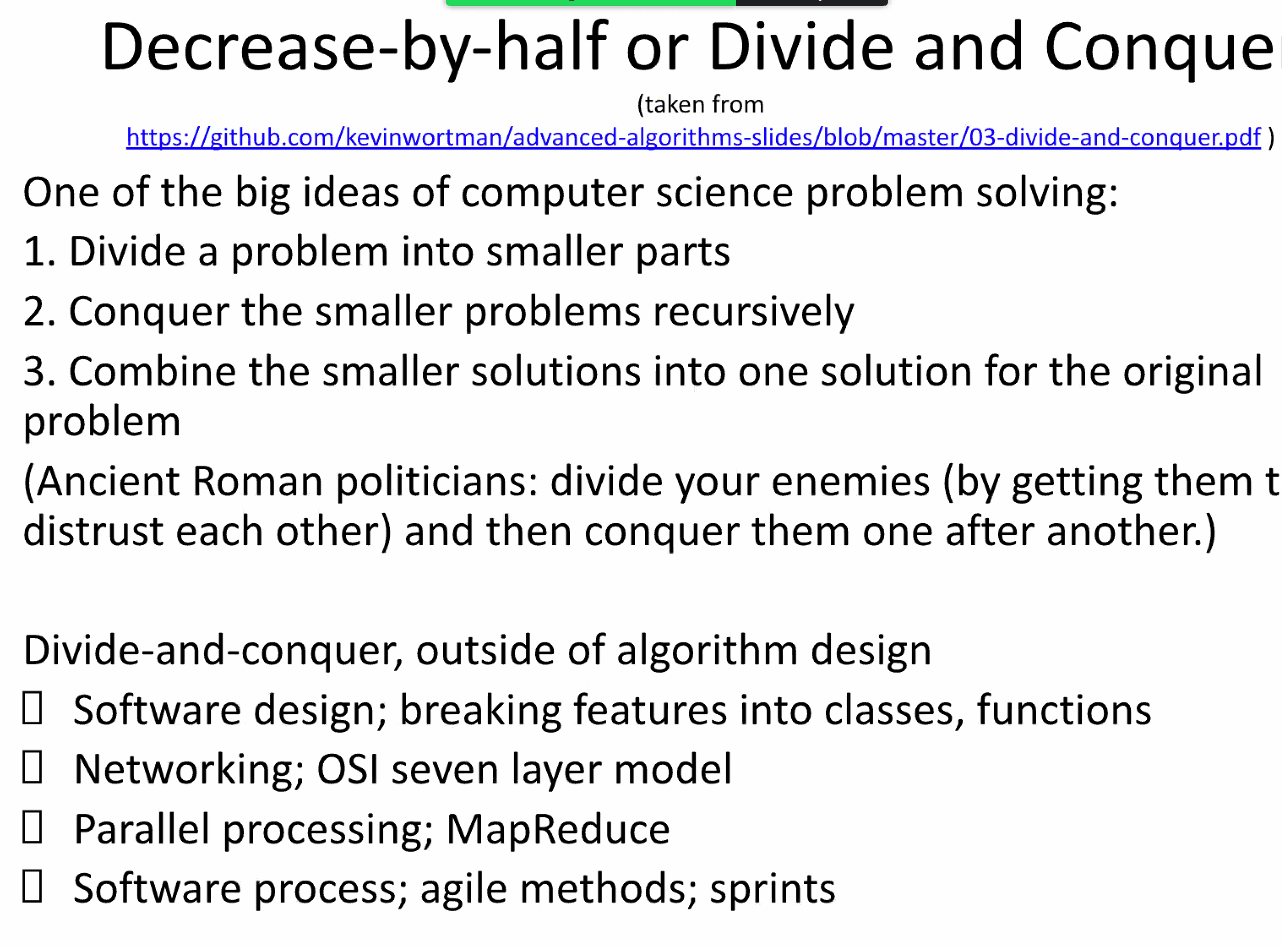 Decrease-by-half or Divide and Conque
(taken from
https://github.com/kevinwortman/advanced-algorithms-slides/blob/master/03-divide-and-conquer.pdf )
One of the big ideas of computer science problem solving:
1. Divide a problem into smaller parts
2. Conquer the smaller problems recursively
3. Combine the smaller solutions into one solution for the original
problem
(Ancient Roman politicians: divide your enemies (by getting them t
distrust each other) and then conquer them one after another.)
Divide-and-conquer, outside of algorithm design
Software design; breaking features into classes, functions
Networking; OSI seven layer model
Parallel processing; MapReduce
Software process; agile methods; sprints